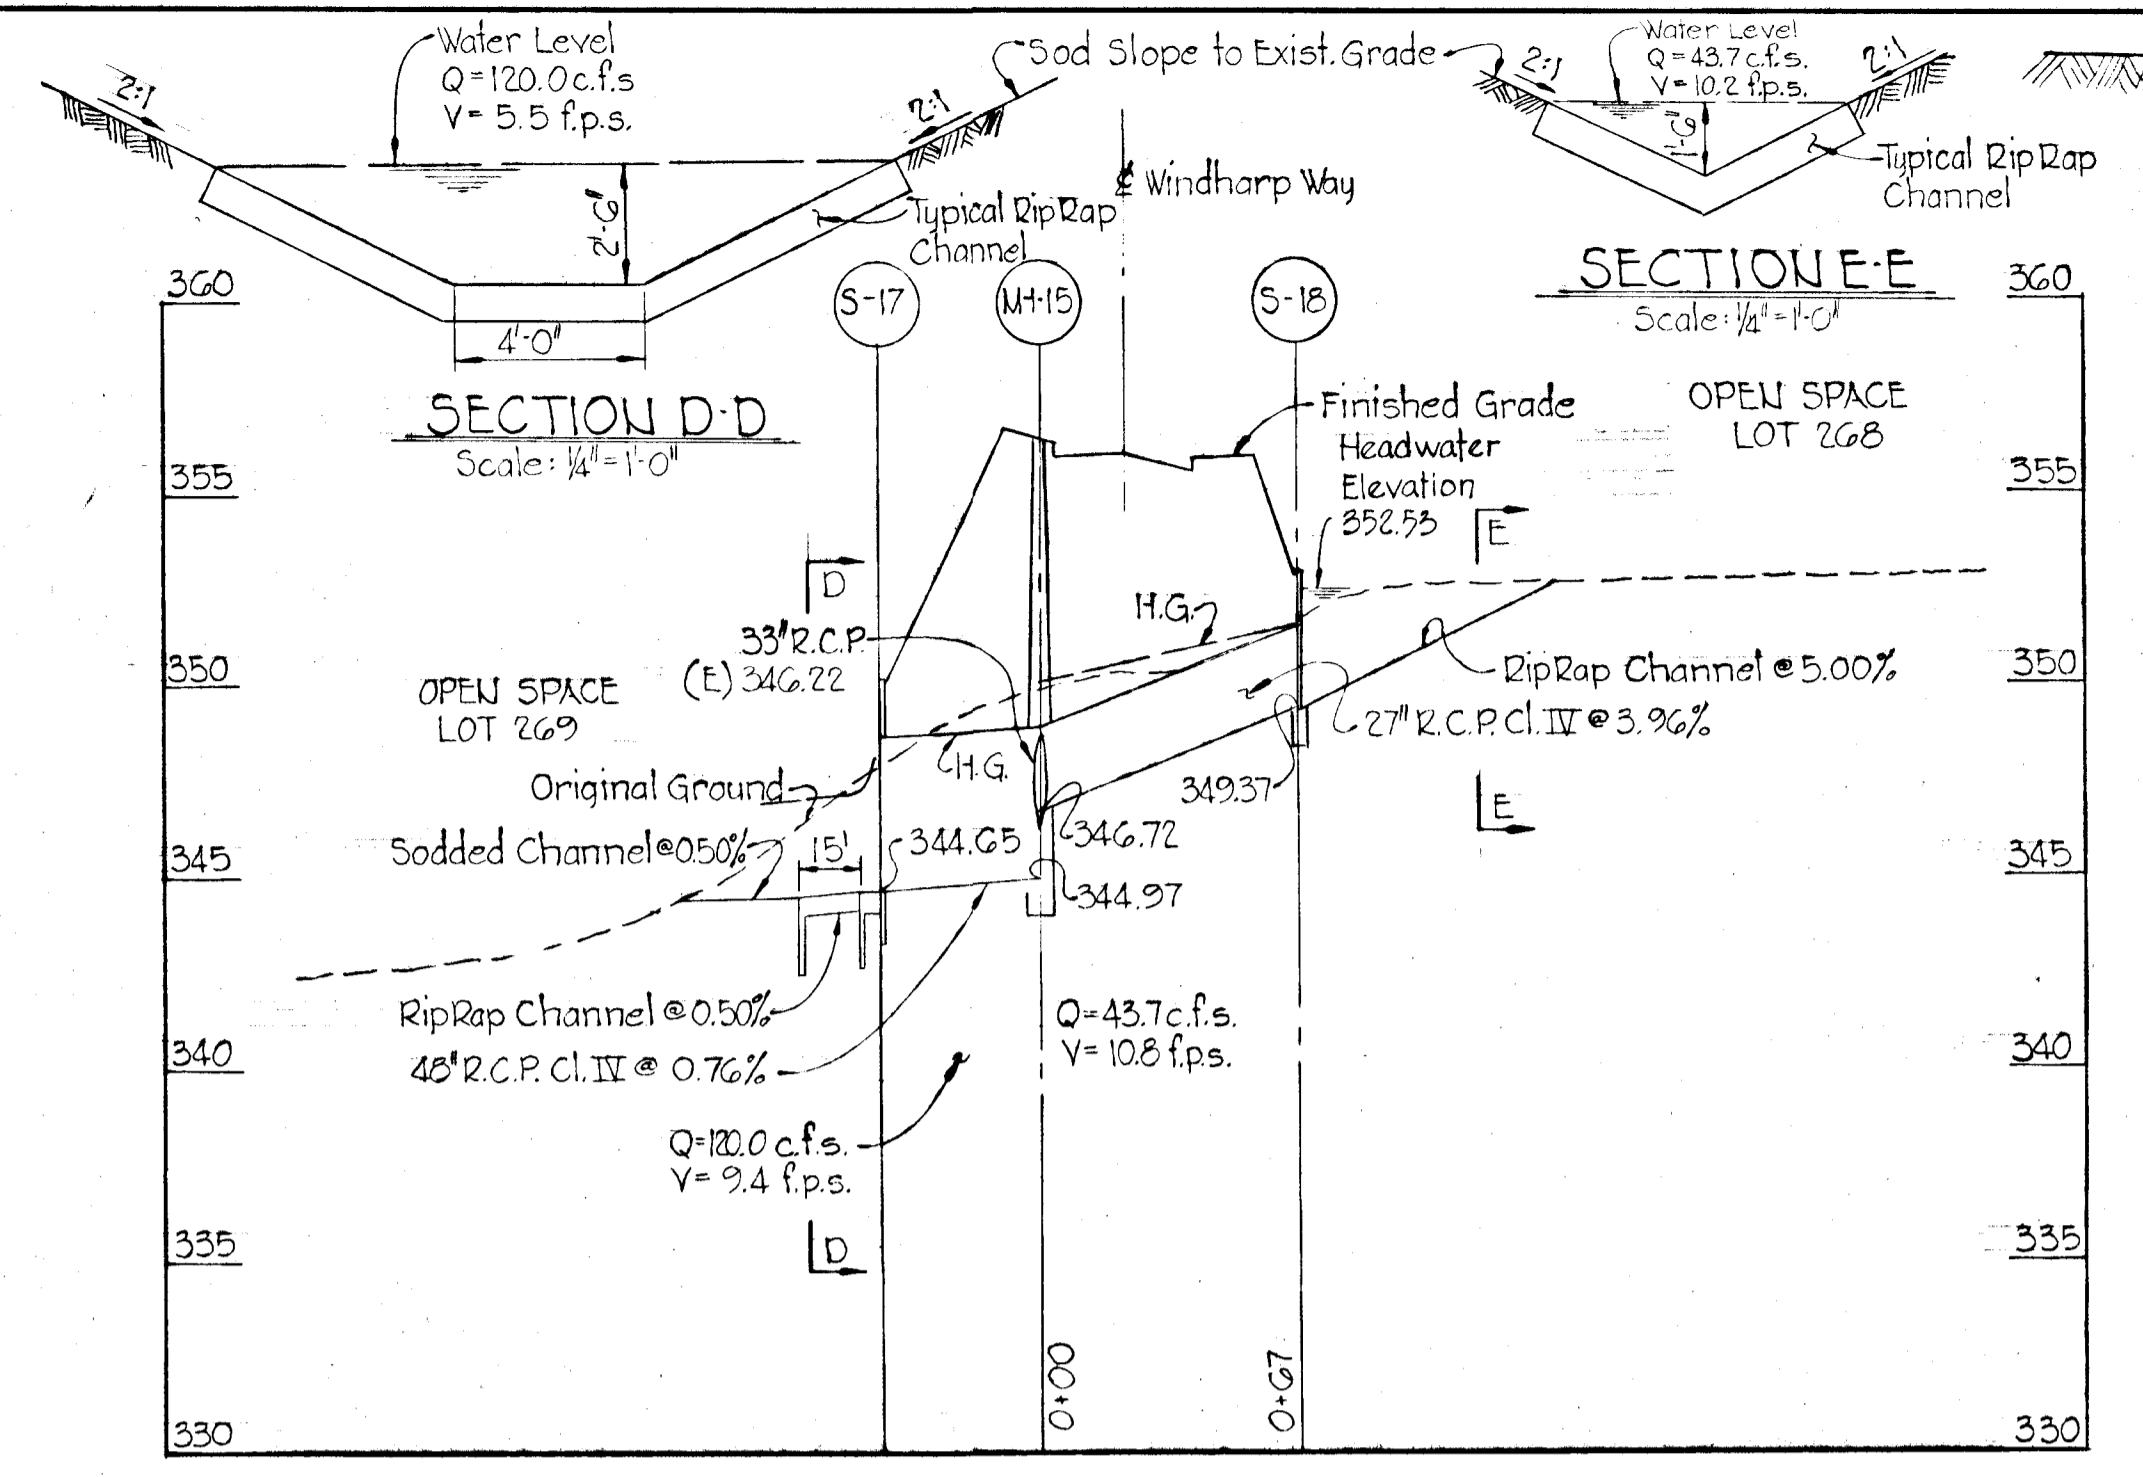 Water Level
Q=120.0c.f.s
V= 5.5 f.p.s.
2:1
2:1
Sod Slope to Exist. Grade
Water Level
Q=43.7c.f.s.
V=10.2 f.p.s.
2:1
2:1
1'-6"
Typical RipRap
Channel
2'-6"
Typical RipRap
Channel
4'-0"
SECTION D-D
Scale: 1/4"=1'-0"
℄ Windharp Way
SECTION E-E
Scale: 1/4"=1'-0"
S-17
MH-15
S-18
360
355
350
345
340
335
330
360
355
350
345
340
335
330
Finished Grade
Headwater
Elevation
352.53
OPEN SPACE
LOT 268
E
E
D
D
H.G.
33"R.C.P.
(E) 346.22
OPEN SPACE
LOT 269
RipRap Channel @ 5.00%
27" R.C.P. Cl. IV @ 3.96%
H.G.
Original Ground
349.37
Sodded Channel @0.50%
15'
344.65
346.72
344.97
RipRap Channel @ 0.50%
48" R.C.P. Cl. IV @ 0.76%
Q=43.7c.f.s.
V= 10.8 f.p.s.
Q=120.0 c.f.s.
V= 9.4 f.p.s.
0+00
0+67